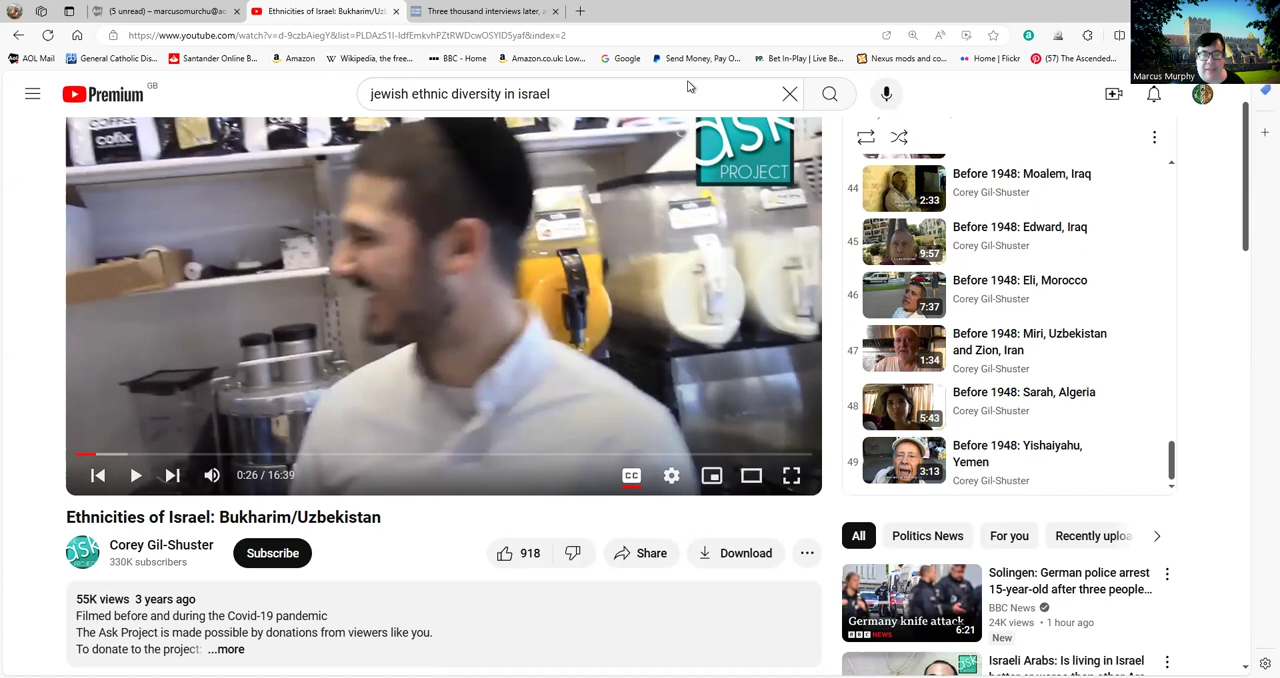 (5 unread) – marcusomurchu@ao
Ethnicities of Israel: Bukharim/Uz
Three thousand interviews later, a
https://www.youtube.com/watch?v=d-9czbAiegY&list=PLDAzS1I-IdfEmkvhPZtRWDcwOSYID5yaf&index=2
AOL Mail
General Catholic Dis...
Santander Online B...
Amazon
Wikipedia, the free...
BBC - Home
Amazon.co.uk: Low...
Google
Send Money, Pay O...
Bet In-Play | Live Be...
Nexus mods and co...
Home | Flickr
(57) The Ascended...
Marcus Murphy
Premium
GB
jewish ethnic diversity in israel
cofix
cofix
ask
PROJECT
0:26 / 16:39
CC
44
Before 1948: Moalem, Iraq
Corey Gil-Shuster
2:33
45
Before 1948: Edward, Iraq
Corey Gil-Shuster
9:57
46
Before 1948: Eli, Morocco
Corey Gil-Shuster
7:37
47
Before 1948: Miri, Uzbekistan
and Zion, Iran
Corey Gil-Shuster
1:34
48
Before 1948: Sarah, Algeria
Corey Gil-Shuster
5:43
49
Before 1948: Yishaiyahu,
Yemen
Corey Gil-Shuster
3:13
Ethnicities of Israel: Bukharim/Uzbekistan
ask
Corey Gil-Shuster
330K subscribers
Subscribe
918
Share
Download
55K views 3 years ago
Filmed before and during the Covid-19 pandemic
The Ask Project is made possible by donations from viewers like you.
To donate to the project: ...more
All
Politics News
For you
Recently uploa
Solingen: German police arrest
15-year-old after three people...
BBC News
24K views • 1 hour ago
New
Germany knife attack
BBC NEWS
6:21
Israeli Arabs: Is living in Israel